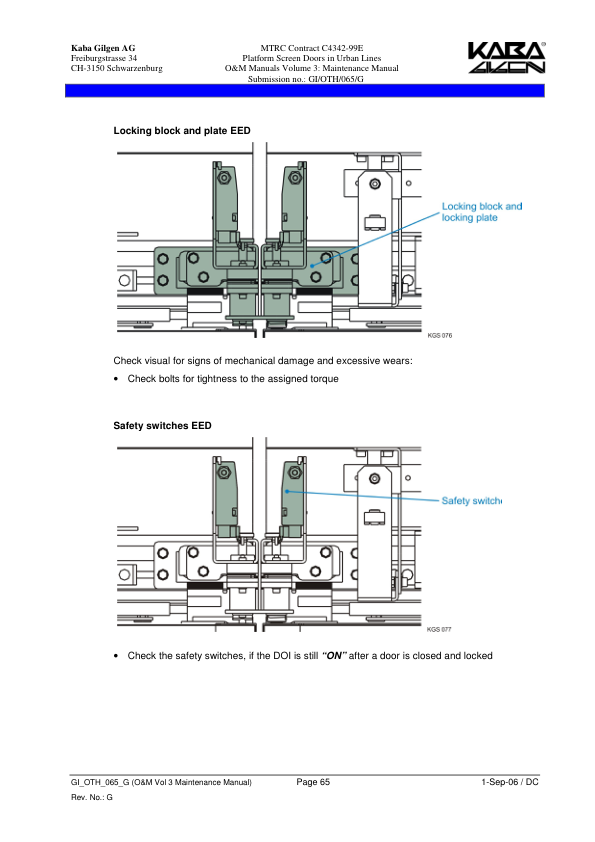 Kaba Gilgen AG
Freiburgstrasse 34
CH-3150 Schwarzenburg
MTRC Contract C4342-99E
Platform Screen Doors in Urban Lines
O&M Manuals Volume 3: Maintenance Manual
Submission no.: GI/OTH/065/G
KABA®
GILGEN
Locking block and plate EED
Locking block and
locking plate
KGS 076
Check visual for signs of mechanical damage and excessive wears:
• Check bolts for tightness to the assigned torque
Safety switches EED
Safety switche
KGS 077
• Check the safety switches, if the DOI is still “ON” after a door is closed and locked
GI_OTH_065_G (O&M Vol 3 Maintenance Manual)
Page 65
1-Sep-06 / DC
Rev. No.: G